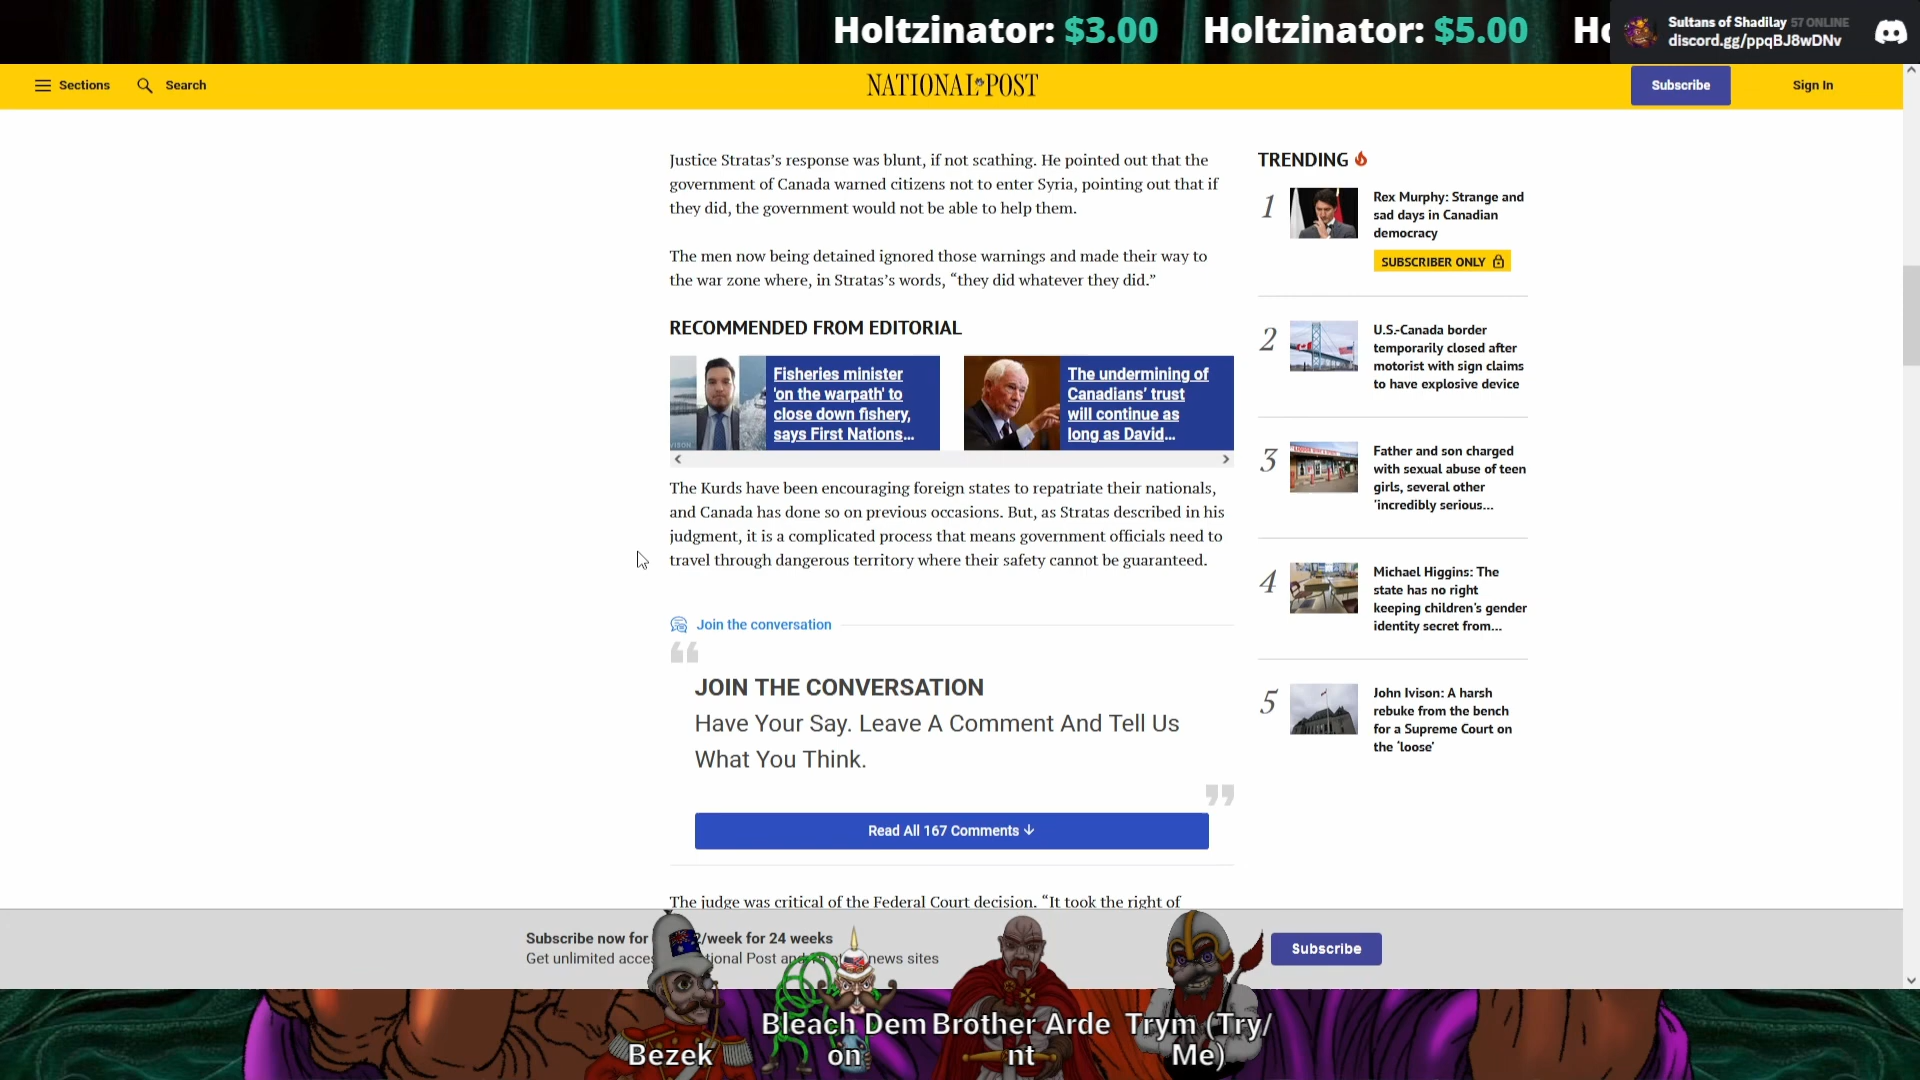 Holtzinator: $3.00 Holtzinator: $5.00 Ho
Sultans of Shadilay 57 ONLINE
discord.gg/ppqBJ8wDNv
Sections Search NATIONAL POST Subscribe Sign In
Justice Stratas’s response was blunt, if not scathing. He pointed out that the
government of Canada warned citizens not to enter Syria, pointing out that if
they did, the government would not be able to help them.
The men now being detained ignored those warnings and made their way to
the war zone where, in Stratas’s words, “they did whatever they did.”
RECOMMENDED FROM EDITORIAL
Fisheries minister
'on the warpath' to
close down fishery,
says First Nations...
The undermining of
Canadians’ trust
will continue as
long as David...
The Kurds have been encouraging foreign states to repatriate their nationals,
and Canada has done so on previous occasions. But, as Stratas described in his
judgment, it is a complicated process that means government officials need to
travel through dangerous territory where their safety cannot be guaranteed.
Join the conversation
JOIN THE CONVERSATION
Have Your Say. Leave A Comment And Tell Us
What You Think.
Read All 167 Comments
The judge was critical of the Federal Court decision. “It took the right of
TRENDING
1
Rex Murphy: Strange and
sad days in Canadian
democracy
SUBSCRIBER ONLY
2
U.S.-Canada border
temporarily closed after
motorist with sign claims
to have explosive device
3
Father and son charged
with sexual abuse of teen
girls, several other
'incredibly serious...
4
Michael Higgins: The
state has no right
keeping children's gender
identity secret from...
5
John Ivison: A harsh
rebuke from the bench
for a Supreme Court on
the ‘loose’
Subscribe now for /week for 24 weeks
Get unlimited news sites
Subscribe
Bezek
Bleach Dem
on
Brother Arde
nt
Trym (Try/
Me)